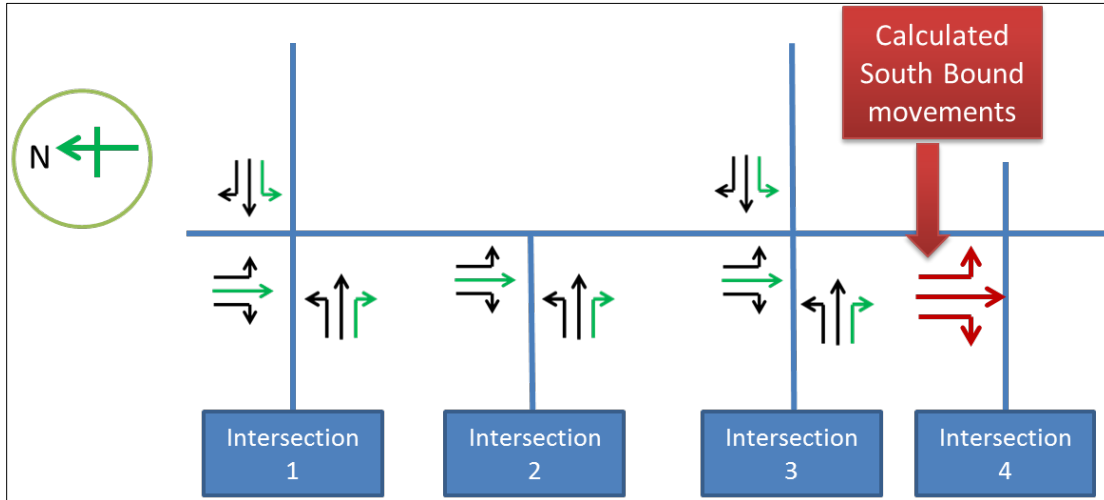 Calculated
South Bound
movements
N
Intersection
1
Intersection
2
Intersection
3
Intersection
4